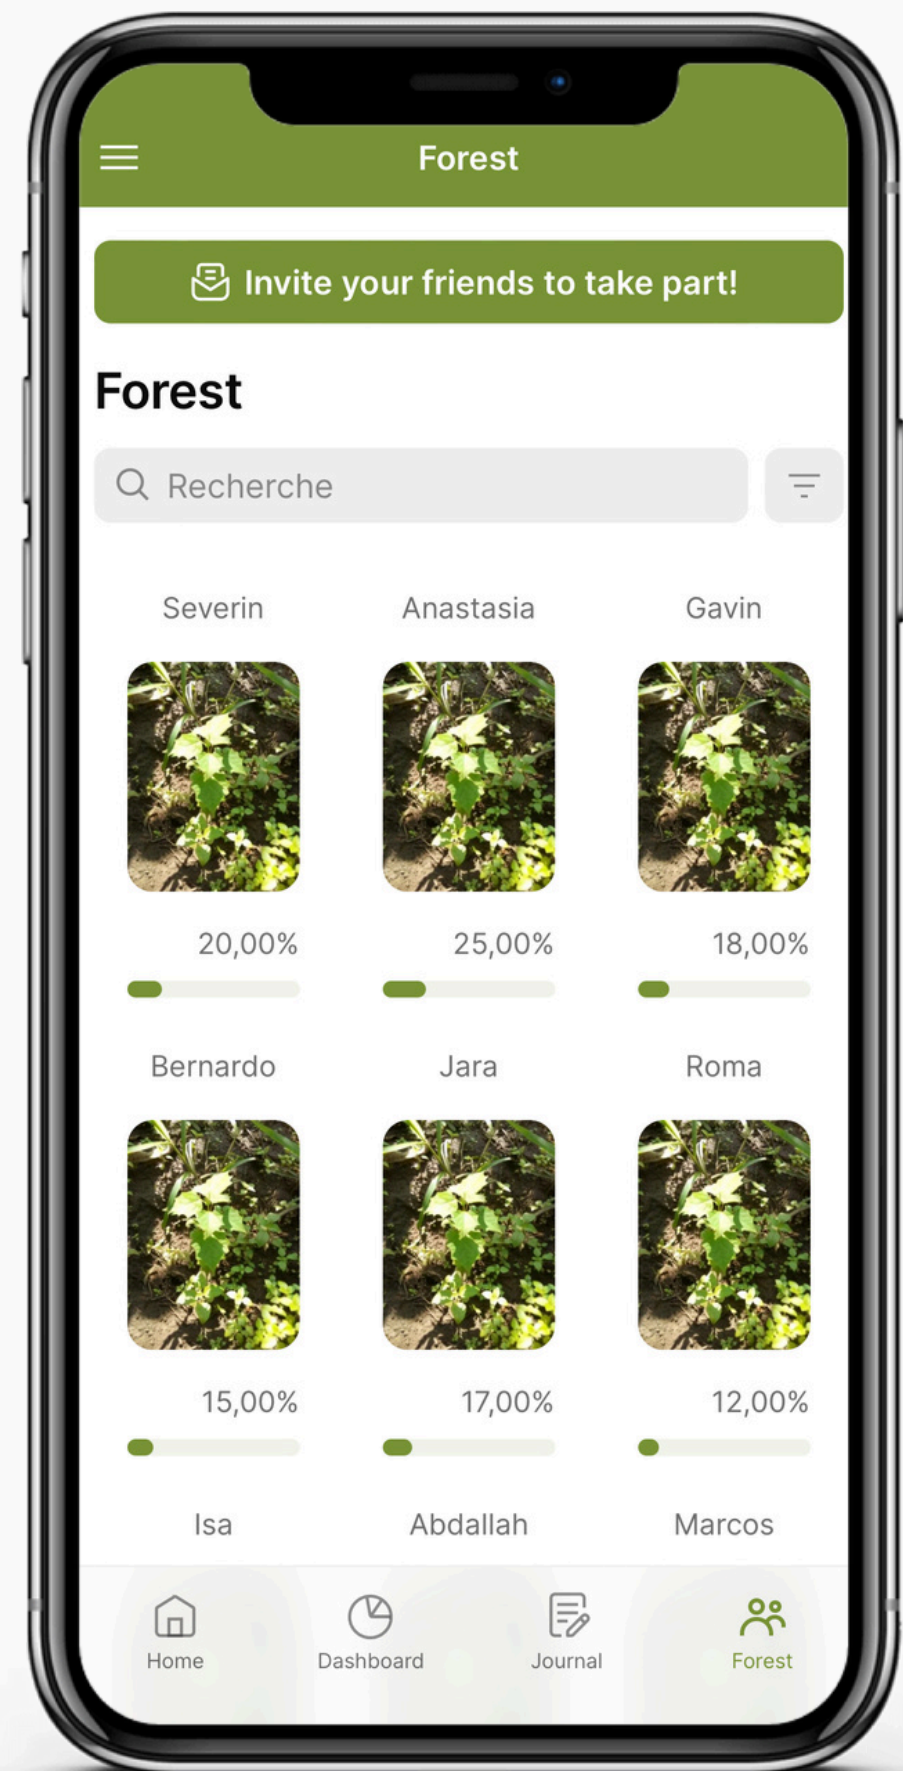 Forest
Invite your friends to take part!
Forest
Recherche
Severin Anastasia Gavin
20,00% 25,00% 18,00%
Bernardo Jara Roma
15,00% 17,00% 12,00%
Isa Abdallah Marcos
Home Dashboard Journal Forest